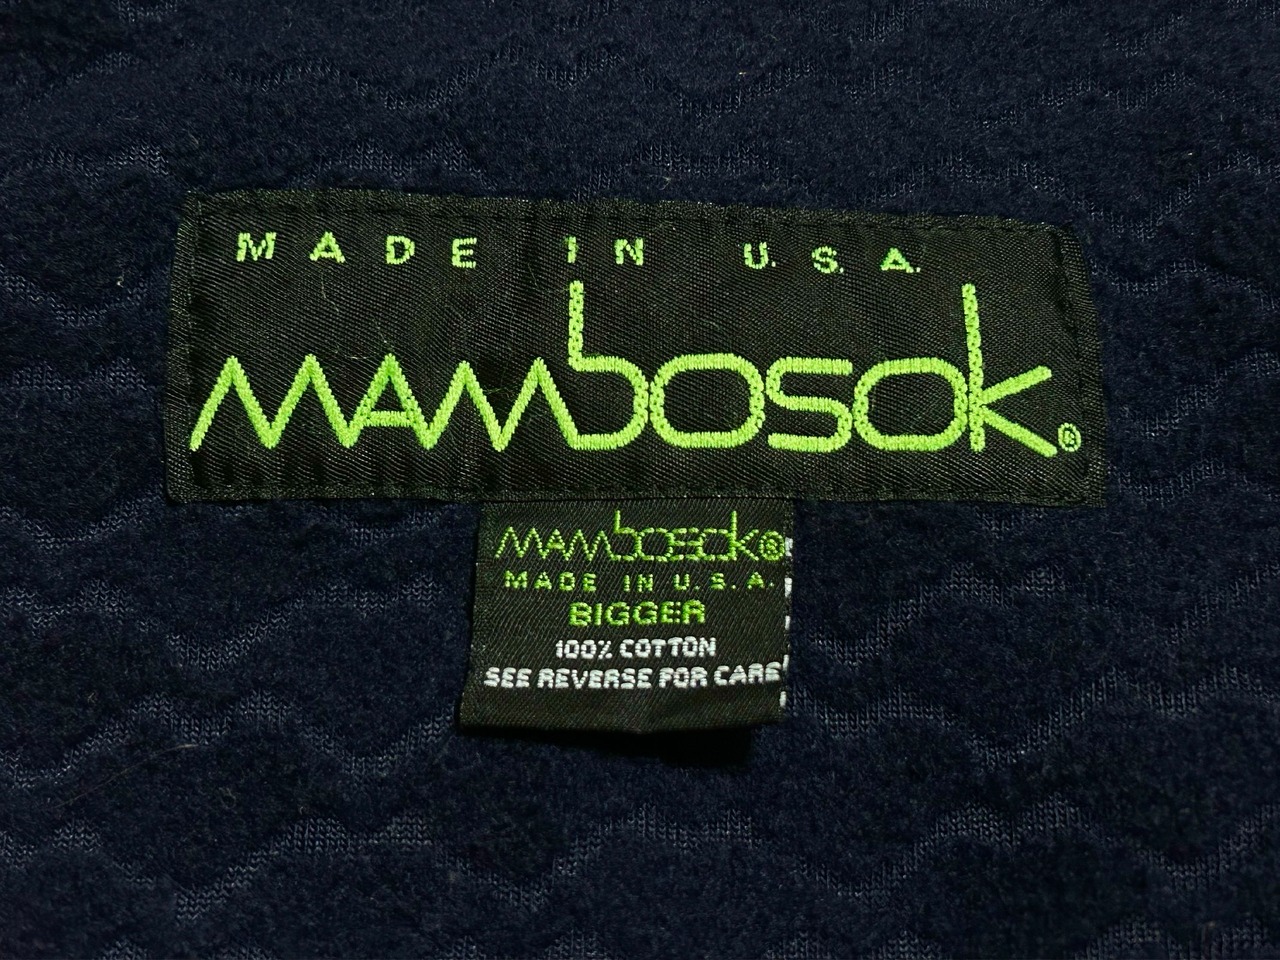 MADE IN U.S.A.
MAMbosok®
MAMbosok®
MADE IN U.S.A.
BIGGER
100% COTTON
SEE REVERSE FOR CARE